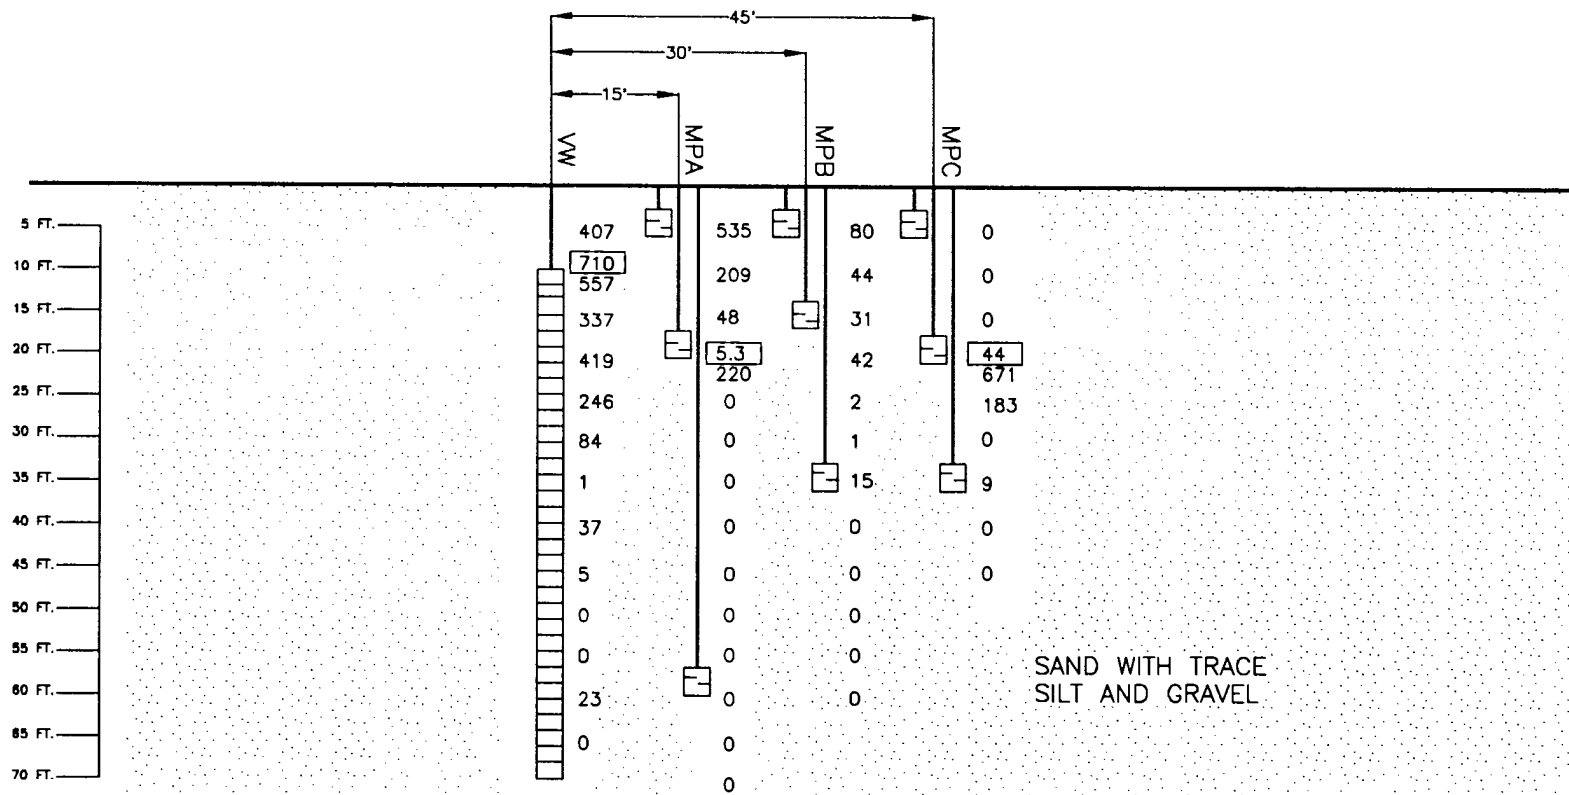 45'
30'
15'
VW
MPA
MPB
MPC
5 FT.
407
535
80
0
710
10 FT.
557
209
44
0
15 FT.
337
48
31
0
20 FT.
419
5.3
42
44
220
671
25 FT.
246
0
2
183
30 FT.
84
0
1
0
35 FT.
1
0
15
9
40 FT.
37
0
0
0
45 FT.
5
0
0
0
50 FT.
0
0
0
55 FT.
0
0
0
SAND WITH TRACE
SILT AND GRAVEL
60 FT.
23
0
0
65 FT.
0
0
70 FT.
0